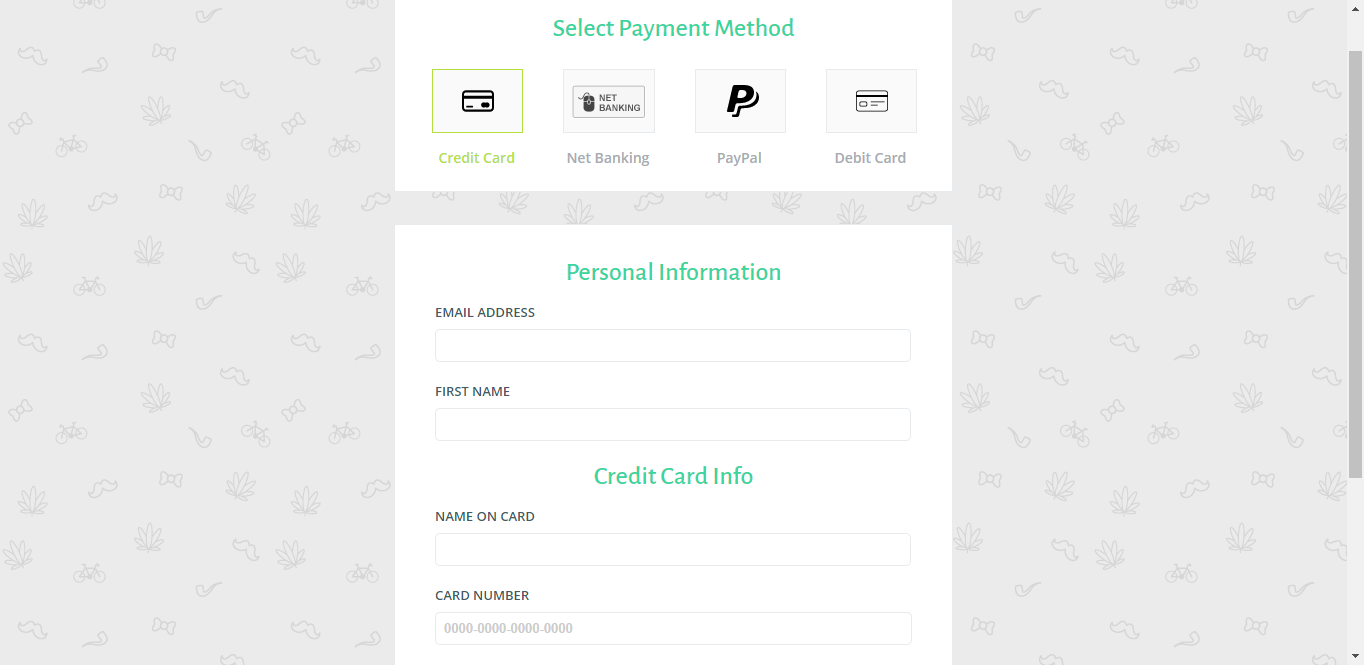 Select Payment Method
NET
BANKING
Credit Card Net Banking PayPal Debit Card
Personal Information
EMAIL ADDRESS
FIRST NAME
Credit Card Info
NAME ON CARD
CARD NUMBER
0000-0000-0000-0000